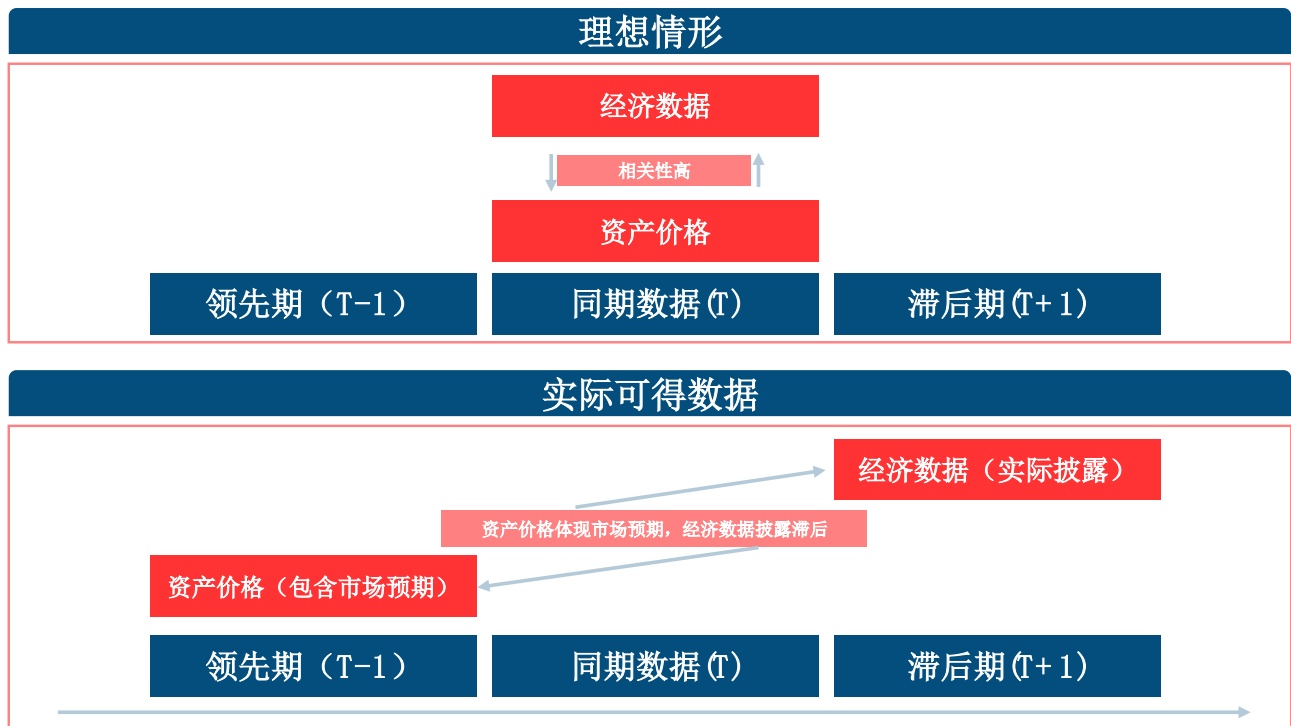 理想情形
经济数据
相关性高
资产价格
领先期（T-1）
同期数据(T)
滞后期(T+1)
实际可得数据
经济数据（实际披露）
资产价格体现市场预期，经济数据披露滞后
资产价格（包含市场预期）
领先期（T-1）
同期数据(T)
滞后期(T+1)